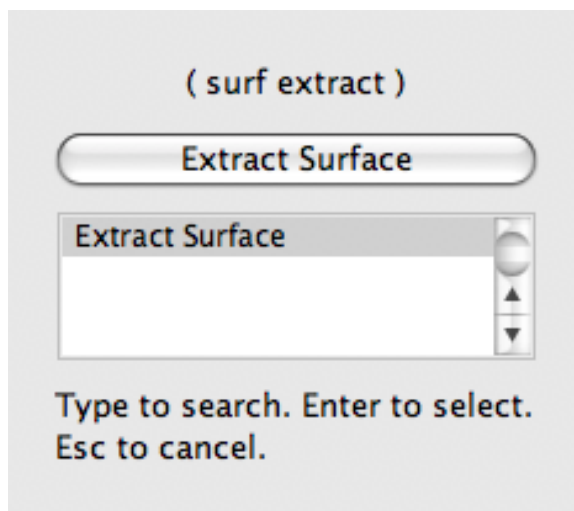 ( surf extract )
Extract Surface
Extract Surface
Type to search. Enter to select.
Esc to cancel.